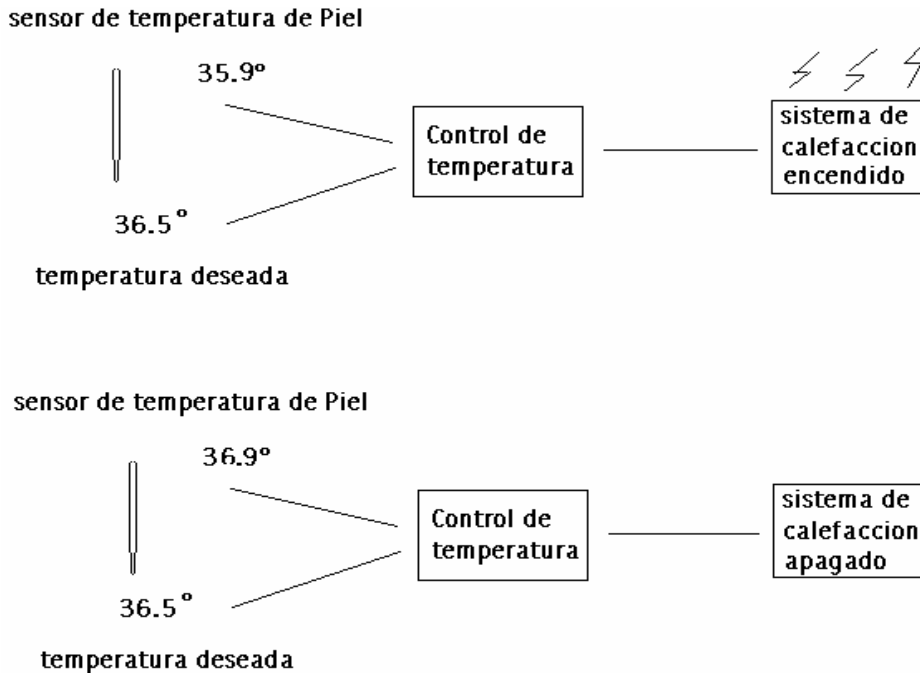 sensor de temperatura de Piel
35.9º
Control de
temperatura
sistema de
calefaccion
encendido
36.5°
temperatura deseada
sensor de temperatura de Piel
36.9º
Control de
temperatura
sistema de
calefaccion
apagado
36.5°
temperatura deseada